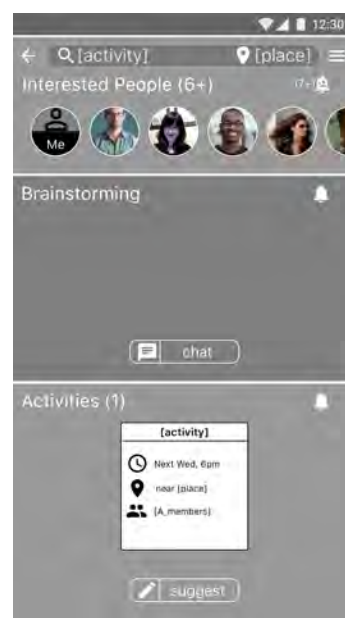 12:30
[activity] [place]
Interested People (6+)
Me
Brainstorming
chat
Activities (1)
[activity]
Next Wed, 6pm
near [place]
[A_members]
suggest